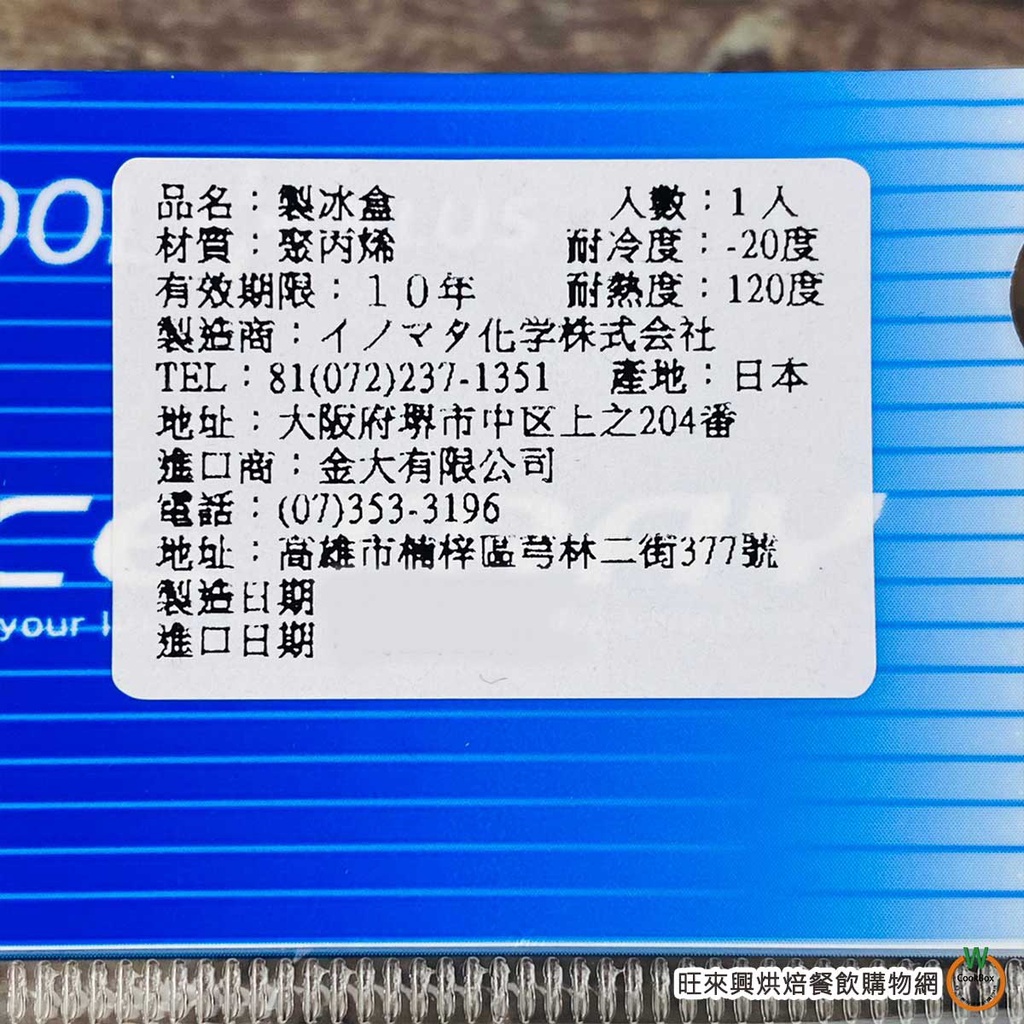 品名：製冰盒 人數：1人
材質：聚丙烯 耐冷度：-20度
有效期限：10年 耐熱度：120度
製造商：イノマタ化学株式会社
TEL：81(072)237-1351 產地：日本
地址：大阪府堺市中区上之204番
進口商：金大有限公司
電話：(07)353-3196
地址：高雄市楠梓區芎林二街377號
製造日期
進口日期
your
旺來興烘焙餐飲購物網
CookBox